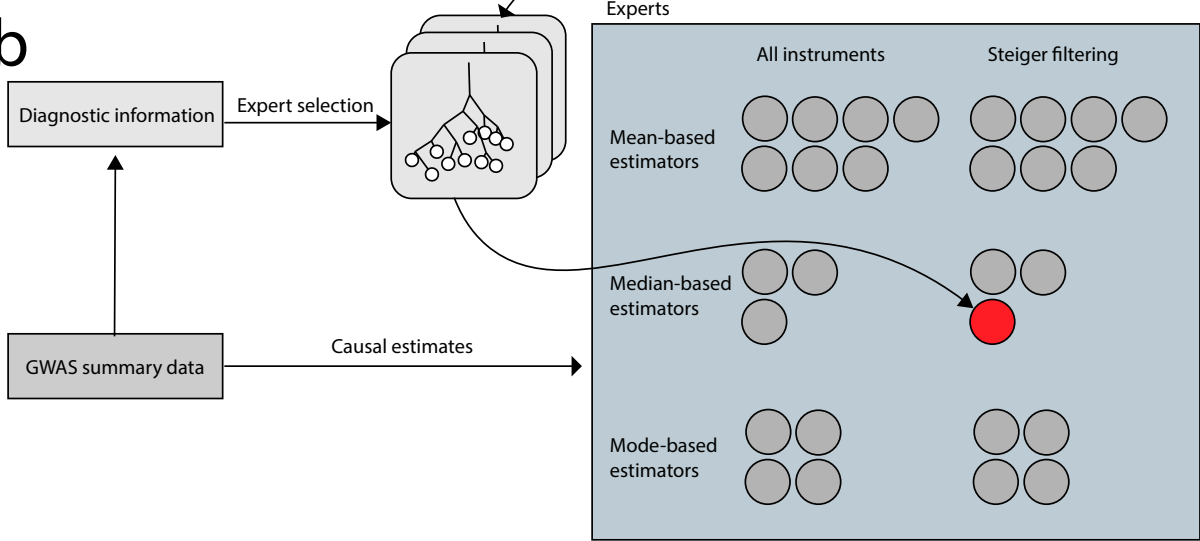 b
Experts
All instruments
Steiger filtering
Diagnostic information
Expert selection
Mean-based
estimators
Median-based
estimators
GWAS summary data
Causal estimates
Mode-based
estimators